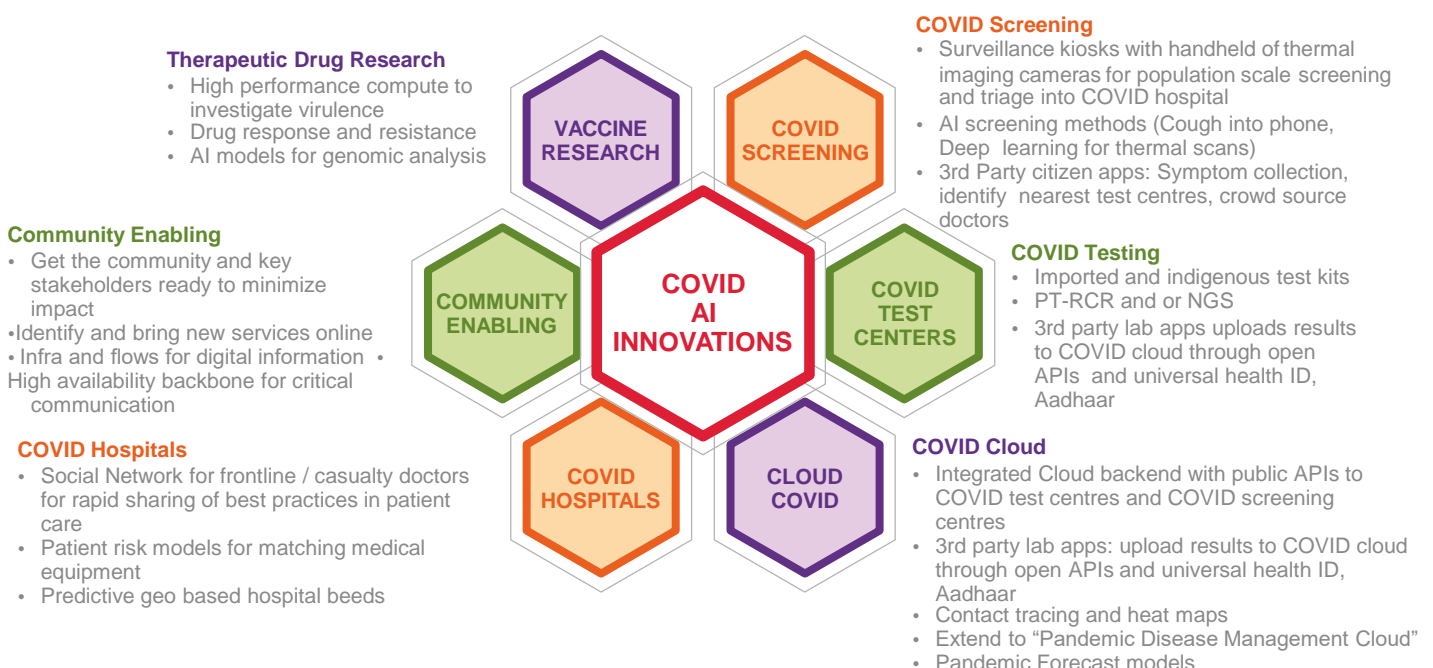 Therapeutic Drug Research
• High performance compute to
investigate virulence
• Drug response and resistance
• AI models for genomic analysis
VACCINE
RESEARCH
COVID
SCREENING
COVID Screening
• Surveillance kiosks with handheld of thermal
imaging cameras for population scale screening
and triage into COVID hospital
• AI screening methods (Cough into phone,
Deep learning for thermal scans)
• 3rd Party citizen apps: Symptom collection,
identify nearest test centres, crowd source
doctors
Community Enabling
• Get the community and key
stakeholders ready to minimize
impact
•Identify and bring new services online
• Infra and flows for digital information •
High availability backbone for critical
communication
COMMUNITY
ENABLING
COVID
AI
INNOVATIONS
COVID
TEST
CENTERS
COVID Testing
• Imported and indigenous test kits
• PT-RCR and or NGS
• 3rd party lab apps uploads results
to COVID cloud through open
APIs and universal health ID,
Aadhaar
COVID Hospitals
• Social Network for frontline / casualty doctors
for rapid sharing of best practices in patient
care
• Patient risk models for matching medical
equipment
• Predictive geo based hospital beeds
COVID
HOSPITALS
CLOUD
COVID
COVID Cloud
• Integrated Cloud backend with public APIs to
COVID test centres and COVID screening
centres
• 3rd party lab apps: upload results to COVID cloud
through open APIs and universal health ID,
Aadhaar
• Contact tracing and heat maps
• Extend to “Pandemic Disease Management Cloud”
• Pandemic Forecast models